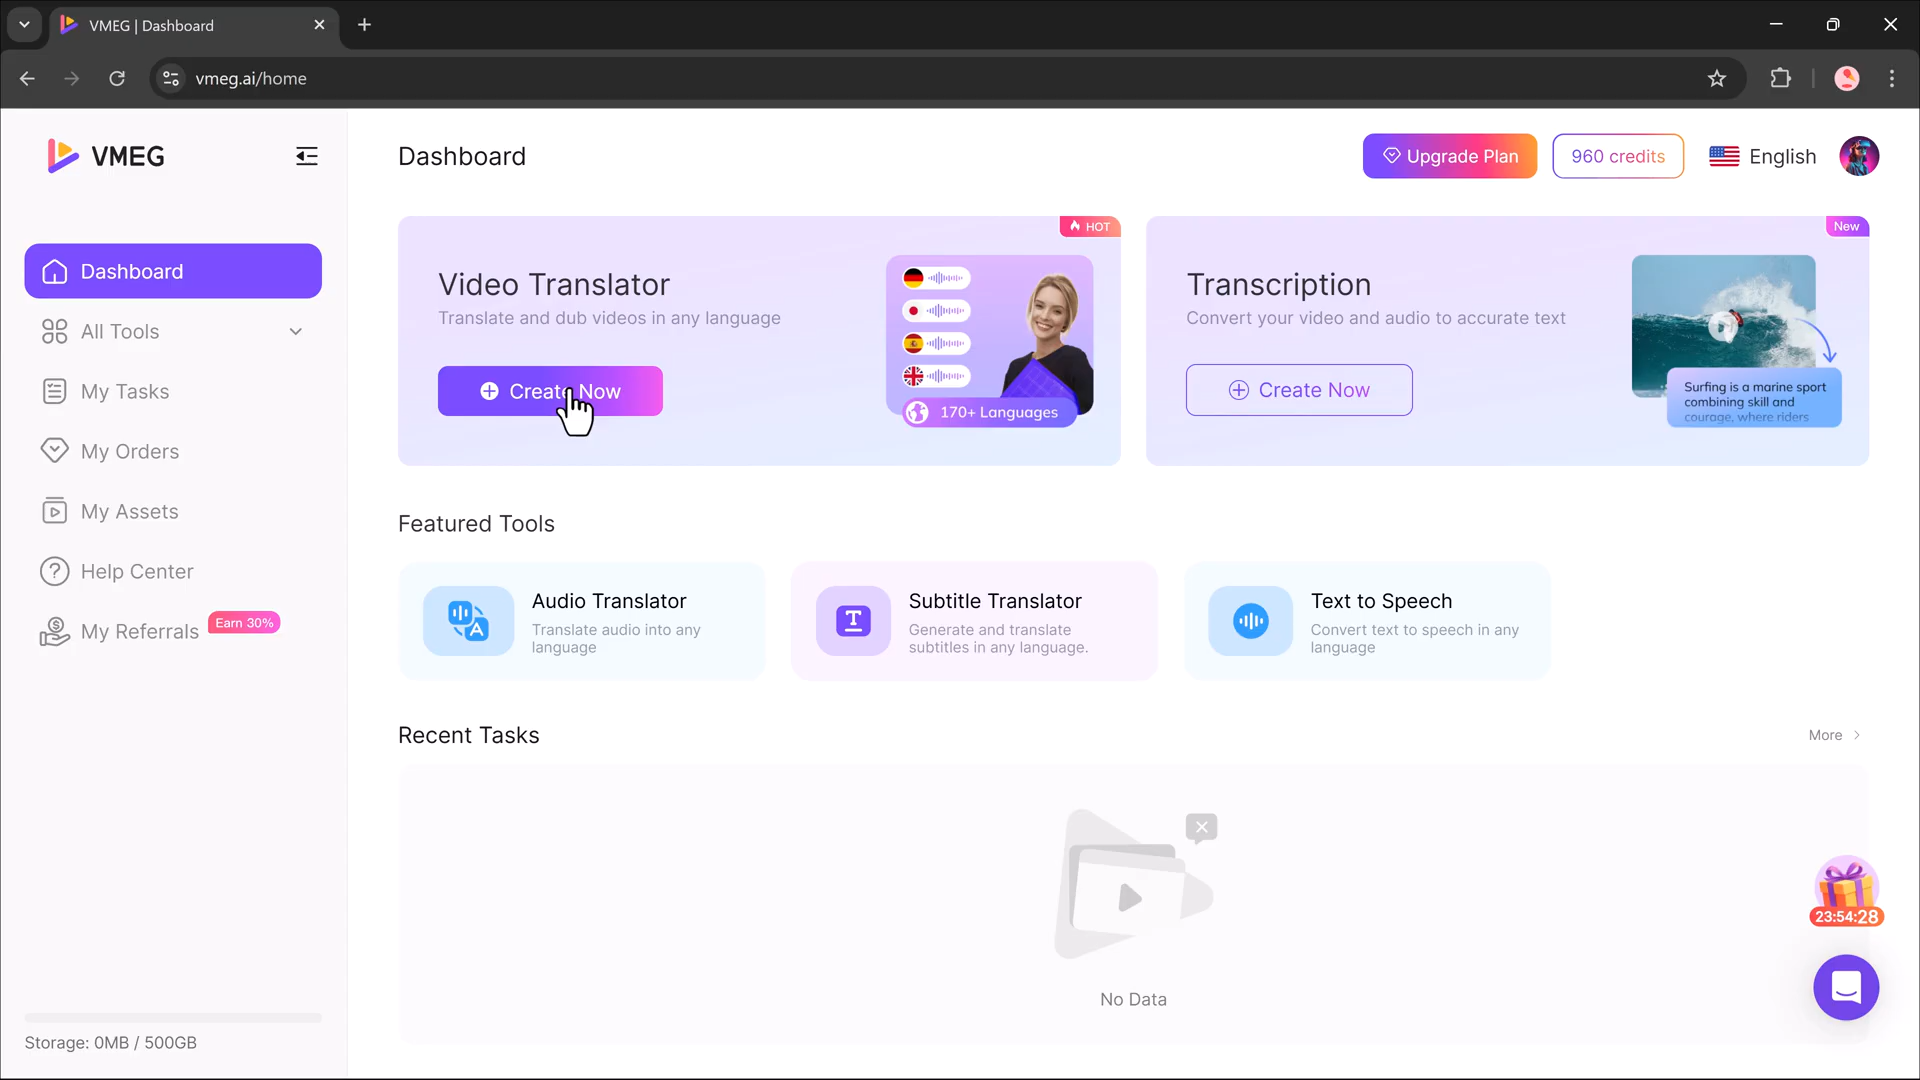 VMEG | Dashboard
vmeg.ai/home
VMEG
Dashboard
All Tools
My Tasks
My Orders
My Assets
Help Center
My Referrals
Earn 30%
Storage: 0MB / 500GB
Dashboard
Upgrade Plan
960 credits
English
HOT
Video Translator
Translate and dub videos in any language
Create Now
170+ Languages
New
Transcription
Convert your video and audio to accurate text
Create Now
Surfing is a marine sport
combining skill and
courage, where riders
Featured Tools
Audio Translator
Translate audio into any
language
Subtitle Translator
Generate and translate
subtitles in any language.
Text to Speech
Convert text to speech in any
language
Recent Tasks
More
No Data
23:54:28